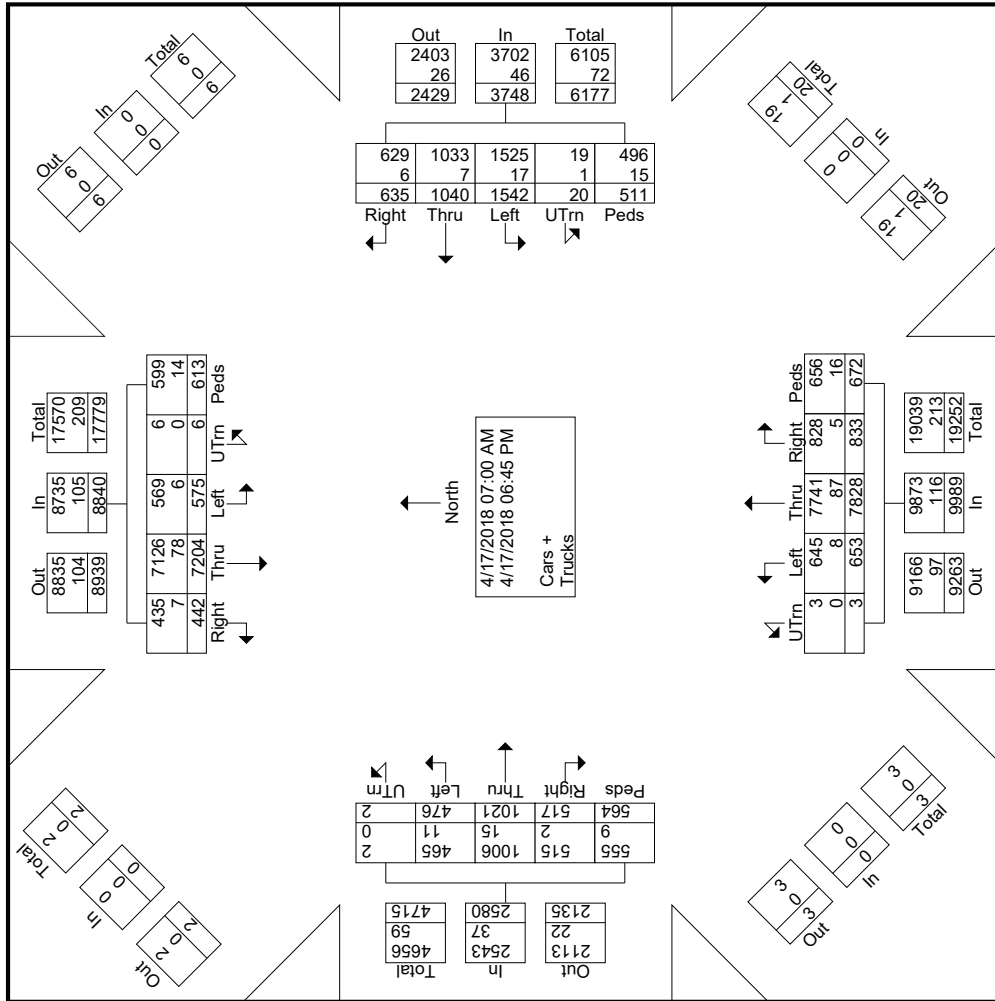 Out
In
Total
2403
3702
6105
26
46
72
2429
3748
6177
629 1033 1525 19 496
6 7 17 1 15
635 1040 1542 20 511
Right Thru Left UTrn Peds
Total
6
0
6
In
0
0
0
Out
6
0
6
Total
19
1
20
In
0
0
0
Out
19
1
20
Total
17570
209
17779
In
8735
105
8840
Out
8835
104
8939
599
14
613
Peds
6
0
6
UTrn
569
6
575
Left
7126
78
7204
Thru
435
7
442
Right
North
4/17/2018 07:00 AM
4/17/2018 06:45 PM
Cars +
Trucks
Peds
656
16
672
Right
828
5
833
Thru
7741
87
7828
Left
645
8
653
UTrn
3
0
3
19039
213
19252
Total
9873
116
9989
In
9166
97
9263
Out
Peds Right Thru Left UTrn
564 517 1021 476 2
9 2 15 11 0
555 515 1006 465 2
2135
22
2113
Out
2580
37
2543
In
4715
59
4656
Total
2
0
2
Total
0
0
0
In
2
0
2
Out
3
0
3
Total
0
0
0
In
3
0
3
Out